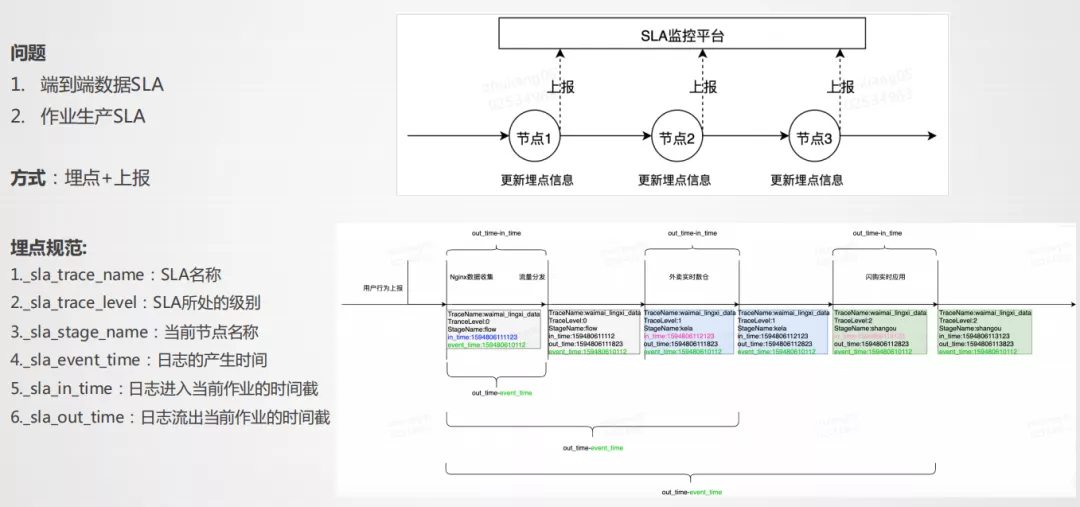 问题
1. 端到端数据SLA
2. 作业生产SLA
方式：埋点+上报
埋点规范:
1._sla_trace_name：SLA名称
2._sla_trace_level：SLA所处的级别
3._sla_stage_name：当前节点名称
4._sla_event_time：日志的产生时间
5._sla_in_time：日志进入当前作业的时间截
6._sla_out_time：日志流出当前作业的时间截
SLA监控平台
上报 上报 上报
节点1 节点2 节点3
更新埋点信息 更新埋点信息 更新埋点信息
out_time-in_time out_time-in_time out_time-in_time
用户行为上报
Nginx数据收集 流量分发 外卖实时数仓 闪购实时应用
TraceName:waimai_lingxi_data
TranceLevel:0
StageName:flow
in_time:1594806111123
event_time:159480610112
TraceName:waimai_lingxi_data
TraceLevel:0
StageName:flow
in_time:159480611112
out_time:1594806111823
event_time:159480610112
TraceName:waimai_lingxi_data
TraceLevel:1
StageName:kela
in_time:1594806112123
out_time:1594806111823
event_time:159480610112
TraceName:waimai_lingxi_data
TraceLevel:1
StageName:kela
in_time:1594806112123
out_time:1594806112823
event_time:159480610112
TraceName:waimai_lingxi_data
TraceLevel:2
StageName:shangou
in_time:1594806113123
out_time:1594806112823
event_time:159480610112
TraceName:waimai_lingxi_data
TraceLevel:2
StageName:shangou
in_time:1594806113123
out_time:1594806113823
event_time:159480610112
out_time-event_time
out_time-event_time
out_time-event_time